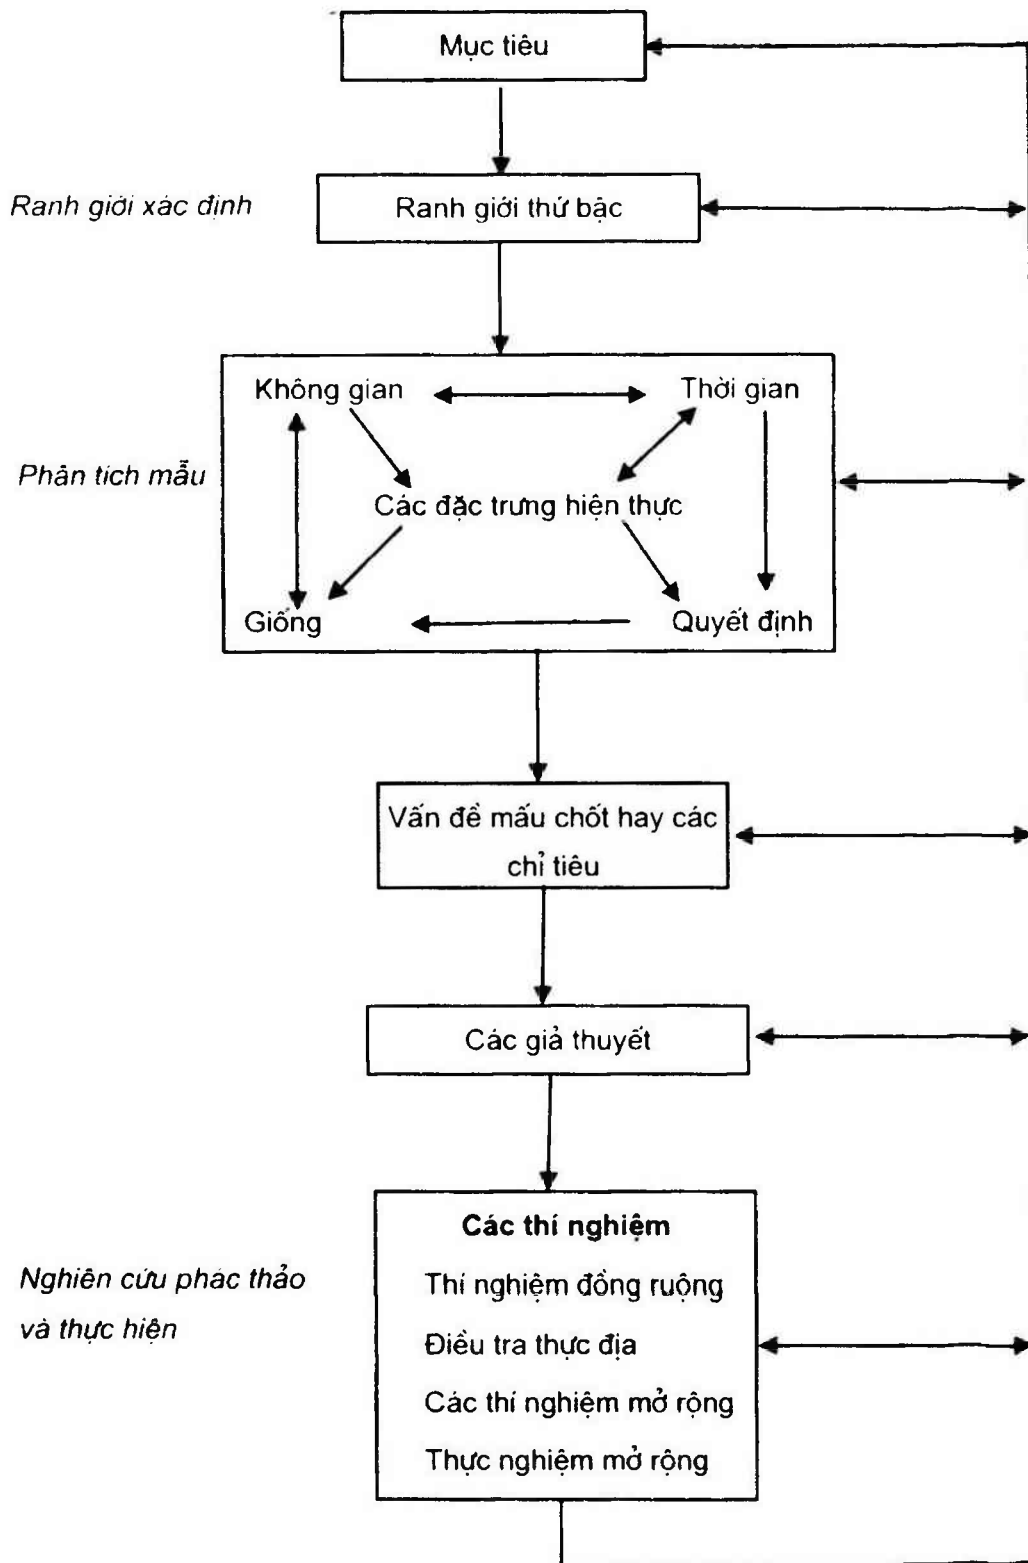 Mục tiêu
Ranh giới xác định
Ranh giới thứ bậc
Không gian
Thời gian
Phân tích mẫu
Các đặc trưng hiện thực
Giống
Quyết định
Vấn đề mấu chốt hay các
chỉ tiêu
Các giả thuyết
Các thí nghiệm
Nghiên cứu phác thảo
và thực hiện
Thí nghiệm đồng ruộng
Điều tra thực địa
Các thí nghiệm mở rộng
Thực nghiệm mở rộng